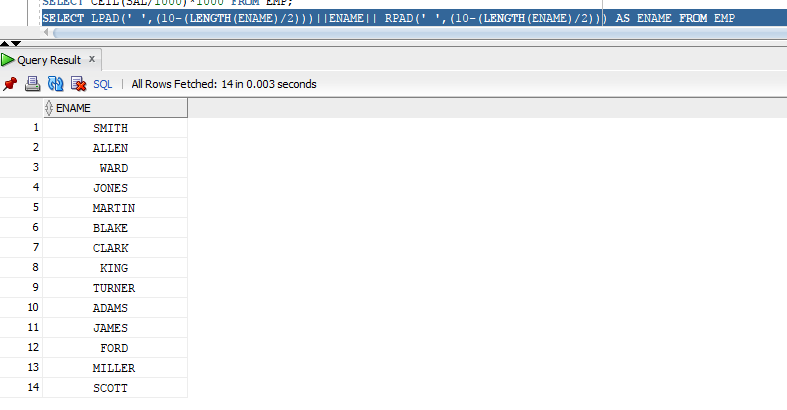 SELECT CEIL(SAL/1000)*1000 FROM EMP;
SELECT LPAD(' ',(10-(LENGTH(ENAME)/2)))||ENAME|| RPAD(' ',(10-(LENGTH(ENAME)/2))) AS ENAME FROM EMP
Query Result x
SQL | All Rows Fetched: 14 in 0.003 seconds
ENAME
1 SMITH
2 ALLEN
3 WARD
4 JONES
5 MARTIN
6 BLAKE
7 CLARK
8 KING
9 TURNER
10 ADAMS
11 JAMES
12 FORD
13 MILLER
14 SCOTT